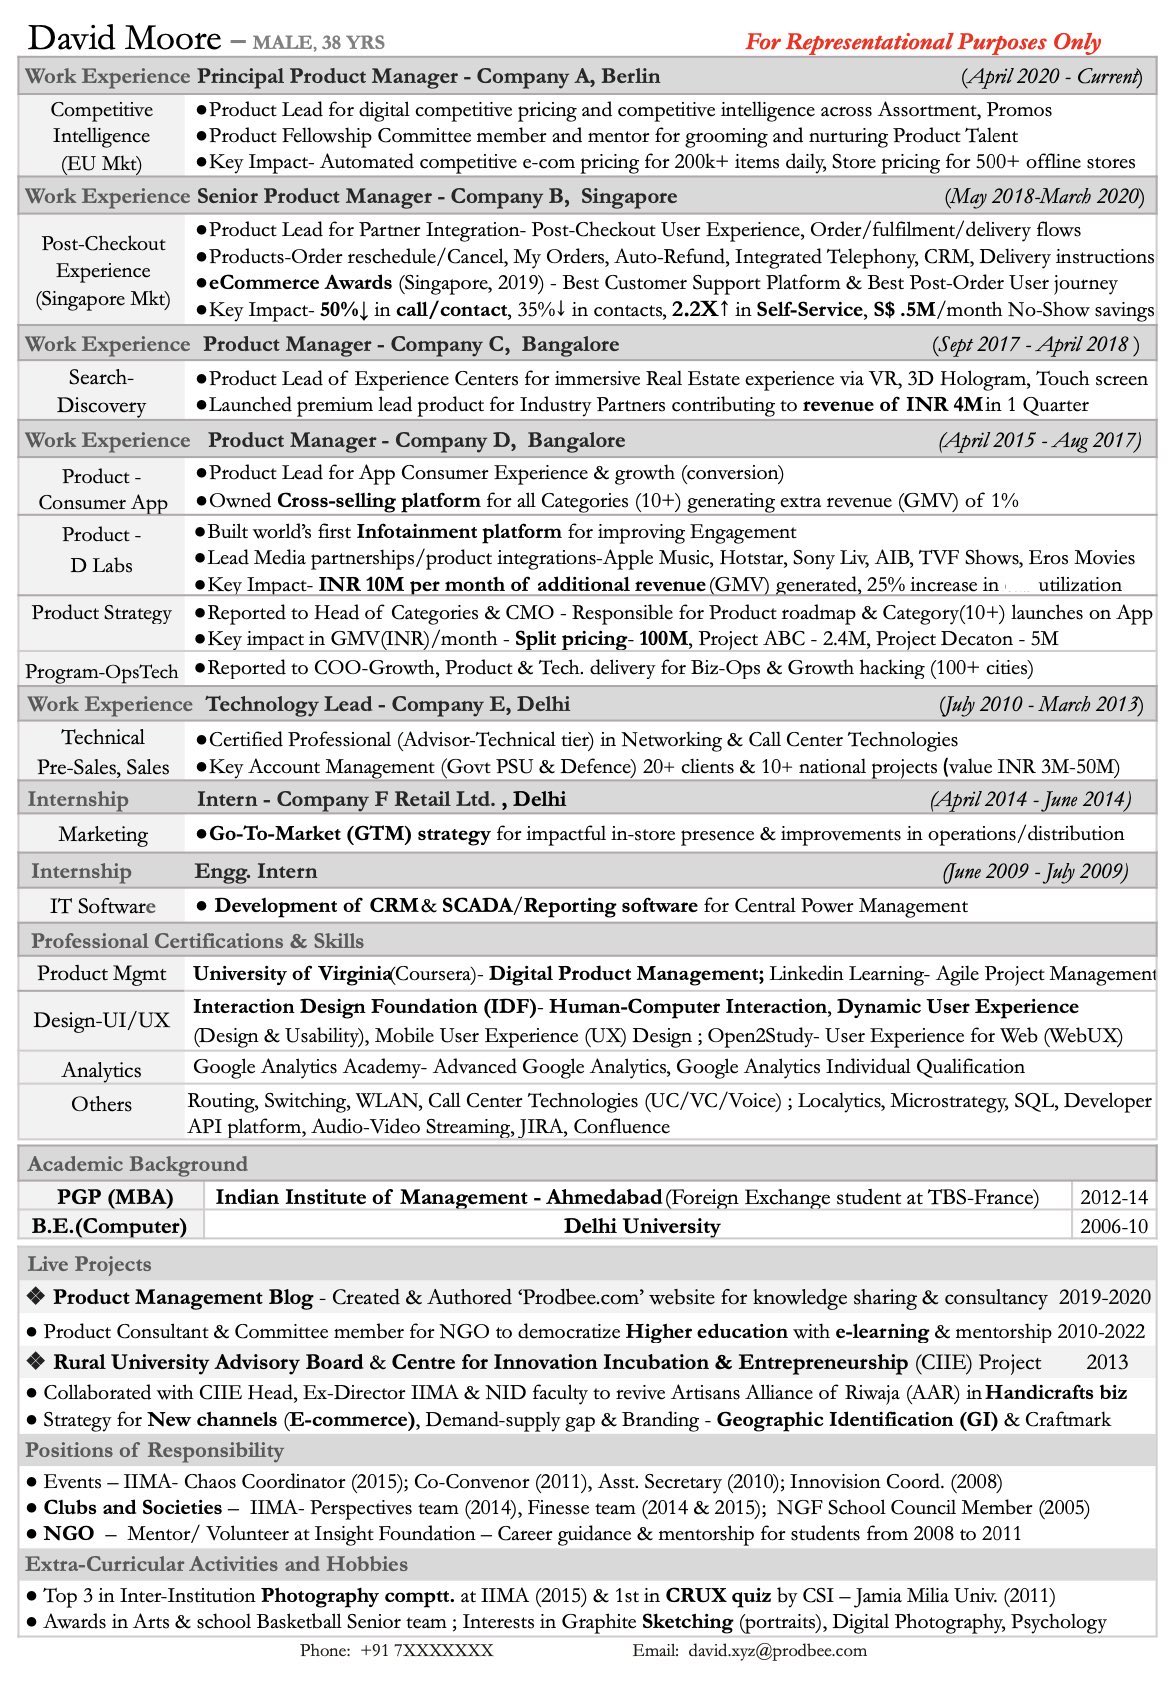 David Moore – MALE, 38 YRS For Representational Purposes Only
Work Experience Principal Product Manager - Company A, Berlin (April 2020 - Current)
Competitive Intelligence (EU Mkt)
●Product Lead for digital competitive pricing and competitive intelligence across Assortment, Promos
●Product Fellowship Committee member and mentor for grooming and nurturing Product Talent
●Key Impact- Automated competitive e-com pricing for 200k+ items daily, Store pricing for 500+ offline stores
Work Experience Senior Product Manager - Company B, Singapore (May 2018-March 2020)
Post-Checkout Experience (Singapore Mkt)
●Product Lead for Partner Integration- Post-Checkout User Experience, Order/fulfilment/delivery flows
●Products-Order reschedule/Cancel, My Orders, Auto-Refund, Integrated Telephony, CRM, Delivery instructions
●eCommerce Awards (Singapore, 2019) - Best Customer Support Platform & Best Post-Order User journey
●Key Impact- 50%↓ in call/contact, 35%↓ in contacts, 2.2X↑ in Self-Service, S$ .5M/month No-Show savings
Work Experience Product Manager - Company C, Bangalore (Sept 2017 - April 2018 )
Search-Discovery
●Product Lead of Experience Centers for immersive Real Estate experience via VR, 3D Hologram, Touch screen
●Launched premium lead product for Industry Partners contributing to revenue of INR 4M in 1 Quarter
Work Experience Product Manager - Company D, Bangalore (April 2015 - Aug 2017)
Product - Consumer App
●Product Lead for App Consumer Experience & growth (conversion)
●Owned Cross-selling platform for all Categories (10+) generating extra revenue (GMV) of 1%
Product - D Labs
●Built world's first Infotainment platform for improving Engagement
●Lead Media partnerships/product integrations-Apple Music, Hotstar, Sony Liv, AIB, TVF Shows, Eros Movies
●Key Impact- INR 10M per month of additional revenue (GMV) generated, 25% increase in utilization
Product Strategy
●Reported to Head of Categories & CMO - Responsible for Product roadmap & Category(10+) launches on App
●Key impact in GMV(INR)/month - Split pricing- 100M, Project ABC - 2.4M, Project Decaton - 5M
Program-OpsTech
●Reported to COO-Growth, Product & Tech. delivery for Biz-Ops & Growth hacking (100+ cities)
Work Experience Technology Lead - Company E, Delhi (July 2010 - March 2013)
Technical Pre-Sales, Sales
●Certified Professional (Advisor-Technical tier) in Networking & Call Center Technologies
●Key Account Management (Govt PSU & Defence) 20+ clients & 10+ national projects (value INR 3M-50M)
Internship Intern - Company F Retail Ltd. , Delhi (April 2014 - June 2014)
Marketing
●Go-To-Market (GTM) strategy for impactful in-store presence & improvements in operations/distribution
Internship Engg. Intern (June 2009 - July 2009)
IT Software
● Development of CRM& SCADA/Reporting software for Central Power Management
Professional Certifications & Skills
Product Mgmt University of Virginia(Coursera)- Digital Product Management; Linkedin Learning- Agile Project Management
Design-UI/UX
Interaction Design Foundation (IDF)- Human-Computer Interaction, Dynamic User Experience
(Design & Usability), Mobile User Experience (UX) Design ; Open2Study- User Experience for Web (WebUX)
Analytics Google Analytics Academy- Advanced Google Analytics, Google Analytics Individual Qualification
Others
Routing, Switching, WLAN, Call Center Technologies (UC/VC/Voice) ; Localytics, Microstrategy, SQL, Developer
API platform, Audio-Video Streaming, JIRA, Confluence
Academic Background
PGP (MBA) Indian Institute of Management - Ahmedabad (Foreign Exchange student at TBS-France) 2012-14
B.E.(Computer) Delhi University 2006-10
Live Projects
❖ Product Management Blog - Created & Authored ‘Prodbee.com’ website for knowledge sharing & consultancy 2019-2020
● Product Consultant & Committee member for NGO to democratize Higher education with e-learning & mentorship 2010-2022
❖ Rural University Advisory Board & Centre for Innovation Incubation & Entrepreneurship (CIIE) Project 2013
● Collaborated with CIIE Head, Ex-Director IIMA & NID faculty to revive Artisans Alliance of Riwaja (AAR) in Handicrafts biz
● Strategy for New channels (E-commerce), Demand-supply gap & Branding - Geographic Identification (GI) & Craftmark
Positions of Responsibility
● Events – IIMA- Chaos Coordinator (2015); Co-Convenor (2011), Asst. Secretary (2010); Innovision Coord. (2008)
● Clubs and Societies – IIMA- Perspectives team (2014), Finesse team (2014 & 2015); NGF School Council Member (2005)
● NGO – Mentor/ Volunteer at Insight Foundation – Career guidance & mentorship for students from 2008 to 2011
Extra-Curricular Activities and Hobbies
● Top 3 in Inter-Institution Photography comptt. at IIMA (2015) & 1st in CRUX quiz by CSI – Jamia Milia Univ. (2011)
● Awards in Arts & school Basketball Senior team ; Interests in Graphite Sketching (portraits), Digital Photography, Psychology
Phone: +91 7XXXXXXX Email: david.xyz@prodbee.com